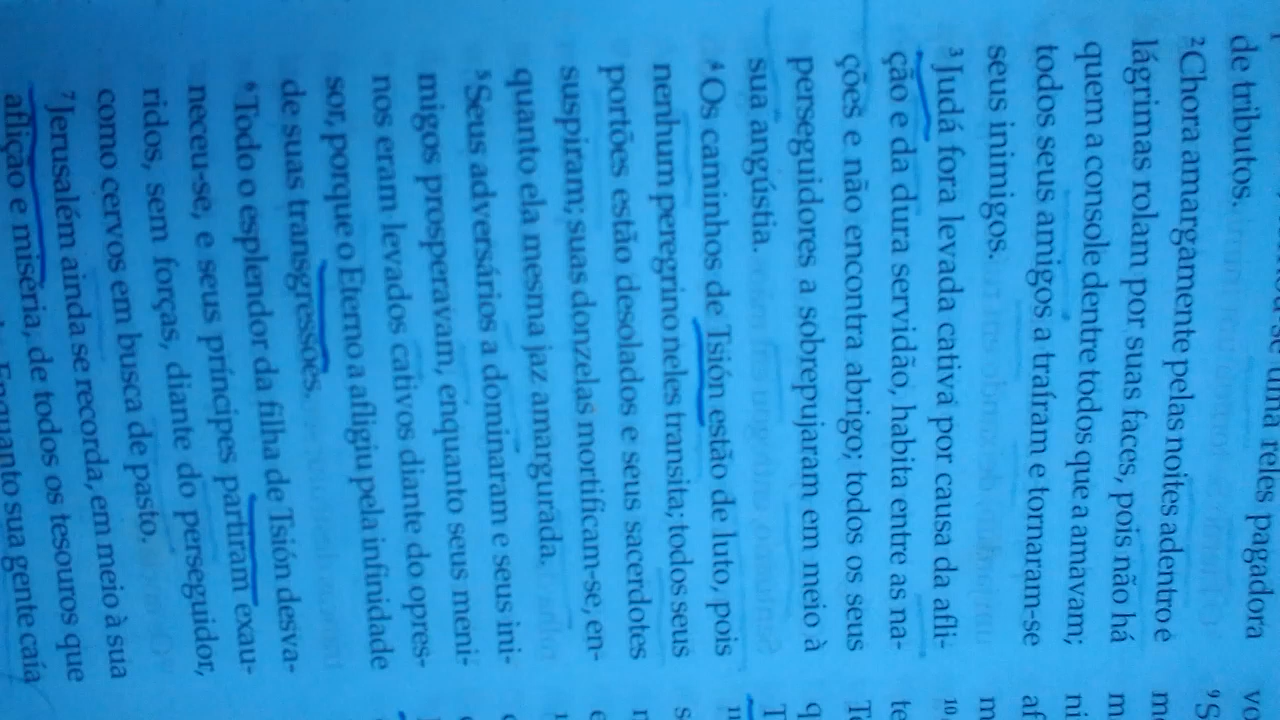 de tributos.
²Chora amargamente pelas noites adentro e
lágrimas rolam por suas faces, pois não há
quem a console dentre todos que a amavam;
todos seus amigos a traíram e tornaram-se
seus inimigos.
³Judá fora levada cativa por causa da afli-
ção e da dura servidão, habita entre as na-
ções e não encontra abrigo; todos os seus
perseguidores a sobrepujaram em meio à
sua angústia.
⁴Os caminhos de Tsión estão de luto, pois
nenhum peregrino neles transita; todos seus
portões estão desolados e seus sacerdotes
suspiram; suas donzelas mortificam-se, en-
quanto ela mesma jaz amargurada.
⁵Seus adversários a dominaram e seus ini-
migos prosperavam, enquanto seus meni-
nos eram levados cativos diante do opres-
sor, porque o Eterno a afligiu pela infinidade
de suas transgressões.
⁶Todo o esplendor da filha de Tsión desva-
neceu-se, e seus príncipes partiram exau-
ridos, sem forças, diante do perseguidor,
como cervos em busca de pasto.
⁷Jerusalém ainda se recorda, em meio à sua
aflição e miséria, de todos os tesouros que
Enquanto sua gente caía